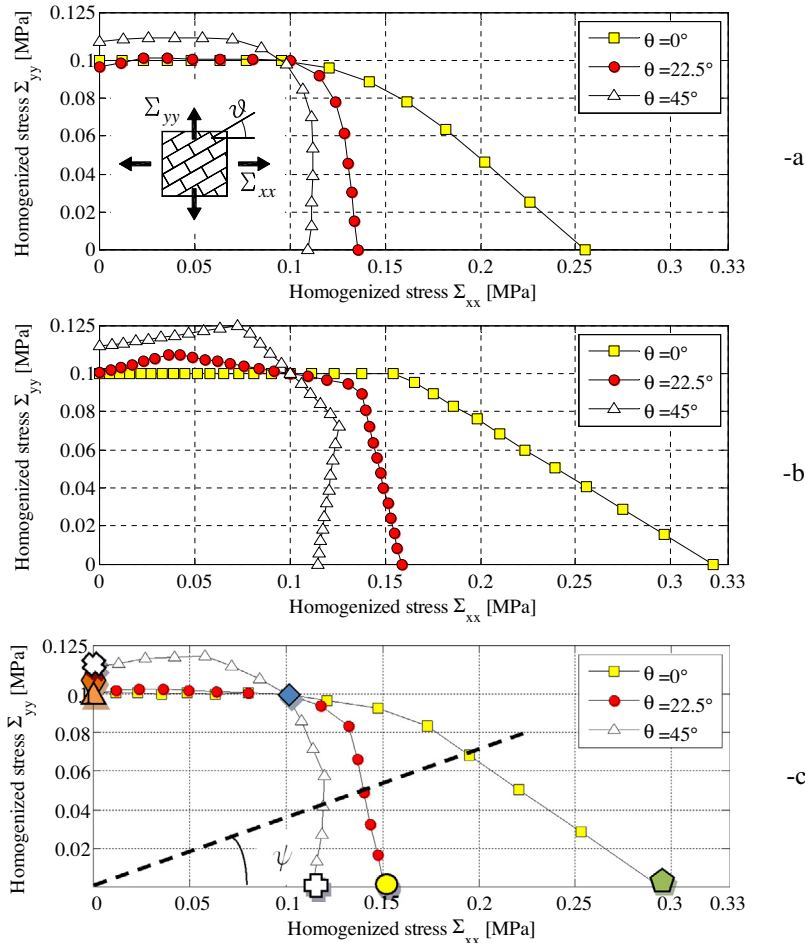 0.125
0.1
0.08
0.06
0.04
0.02
0
Homogenized stress Σyy [MPa]
θ =0°
θ =22.5°
θ =45°
Σyy
ϑ
Σxx
0 0.05 0.1 0.15 0.2 0.25 0.3 0.33
Homogenized stress Σxx [MPa]
-a
0.125
0.1
0.08
0.06
0.04
0.02
0
Homogenized stress Σyy [MPa]
θ =0°
θ =22.5°
θ =45°
0 0.05 0.1 0.15 0.2 0.25 0.3 0.33
Homogenized stress Σxx [MPa]
-b
0.125
0.1
0.08
0.06
0.04
0.02
Homogenized stress Σyy [MPa]
θ =0°
θ =22.5°
θ =45°
ψ
0 0.05 0.1 0.15 0.2 0.25 0.3 0.33
Homogenized stress Σxx [MPa]
-c